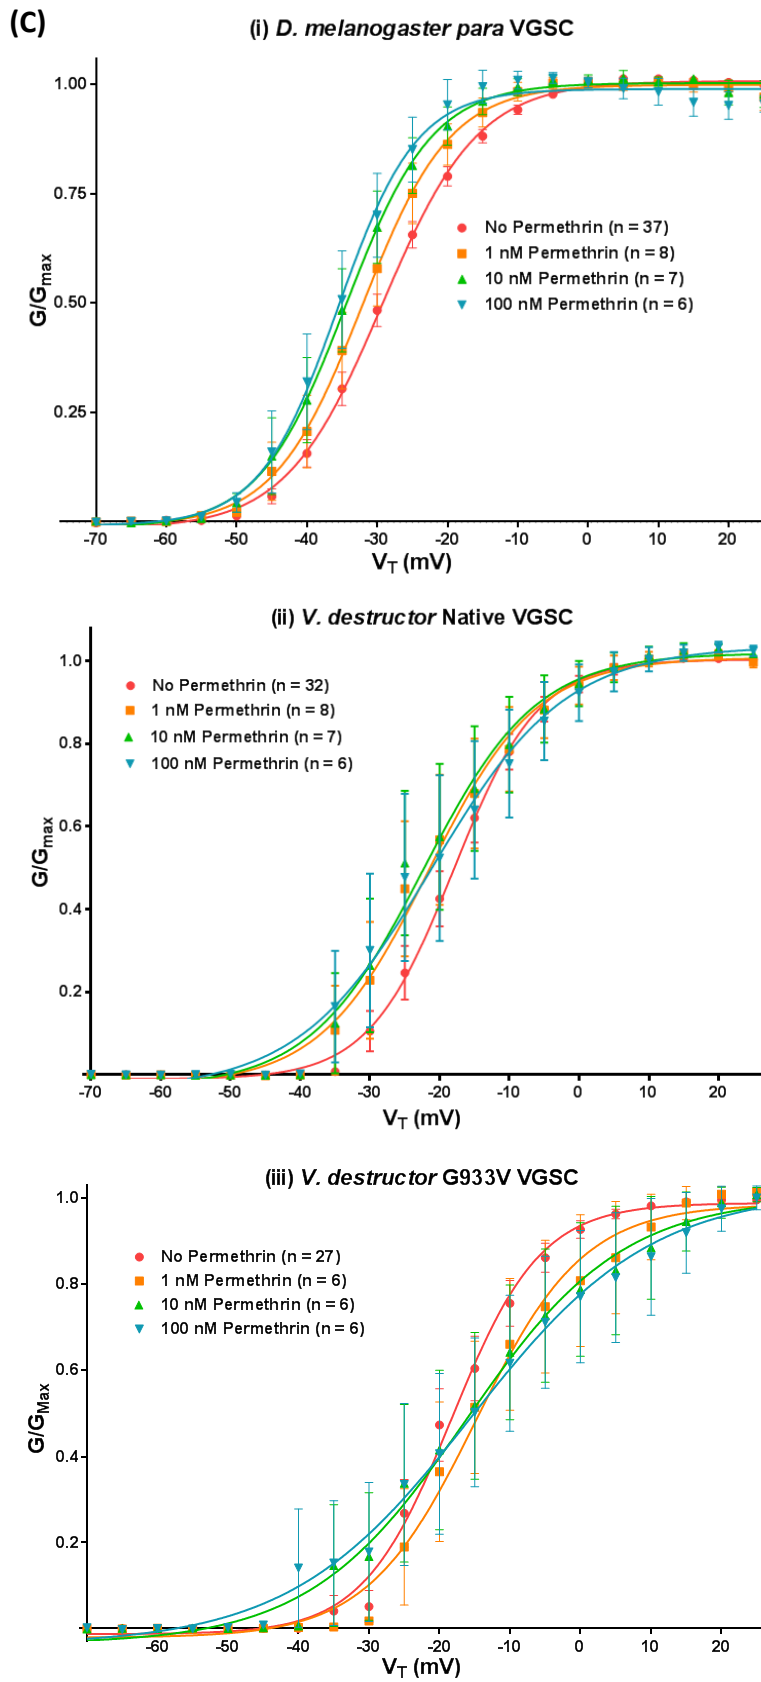 (C)
(i) D. melanogaster para VGSC
1.00
0.75
0.50
0.25
G/Gmax
No Permethrin (n = 37)
1 nM Permethrin (n = 8)
10 nM Permethrin (n = 7)
100 nM Permethrin (n = 6)
-70 -60 -50 -40 -30 -20 -10 0 10 20
VT (mV)
(ii) V. destructor Native VGSC
1.0
0.8
0.6
0.4
0.2
G/Gmax
No Permethrin (n = 32)
1 nM Permethrin (n = 8)
10 nM Permethrin (n = 7)
100 nM Permethrin (n = 6)
-70 -60 -50 -40 -30 -20 -10 0 10 20
VT (mV)
(iii) V. destructor G933V VGSC
1.0
0.8
0.6
0.4
0.2
G/GMax
No Permethrin (n = 27)
1 nM Permethrin (n = 6)
10 nM Permethrin (n = 6)
100 nM Permethrin (n = 6)
-60 -50 -40 -30 -20 -10 0 10 20
VT (mV)